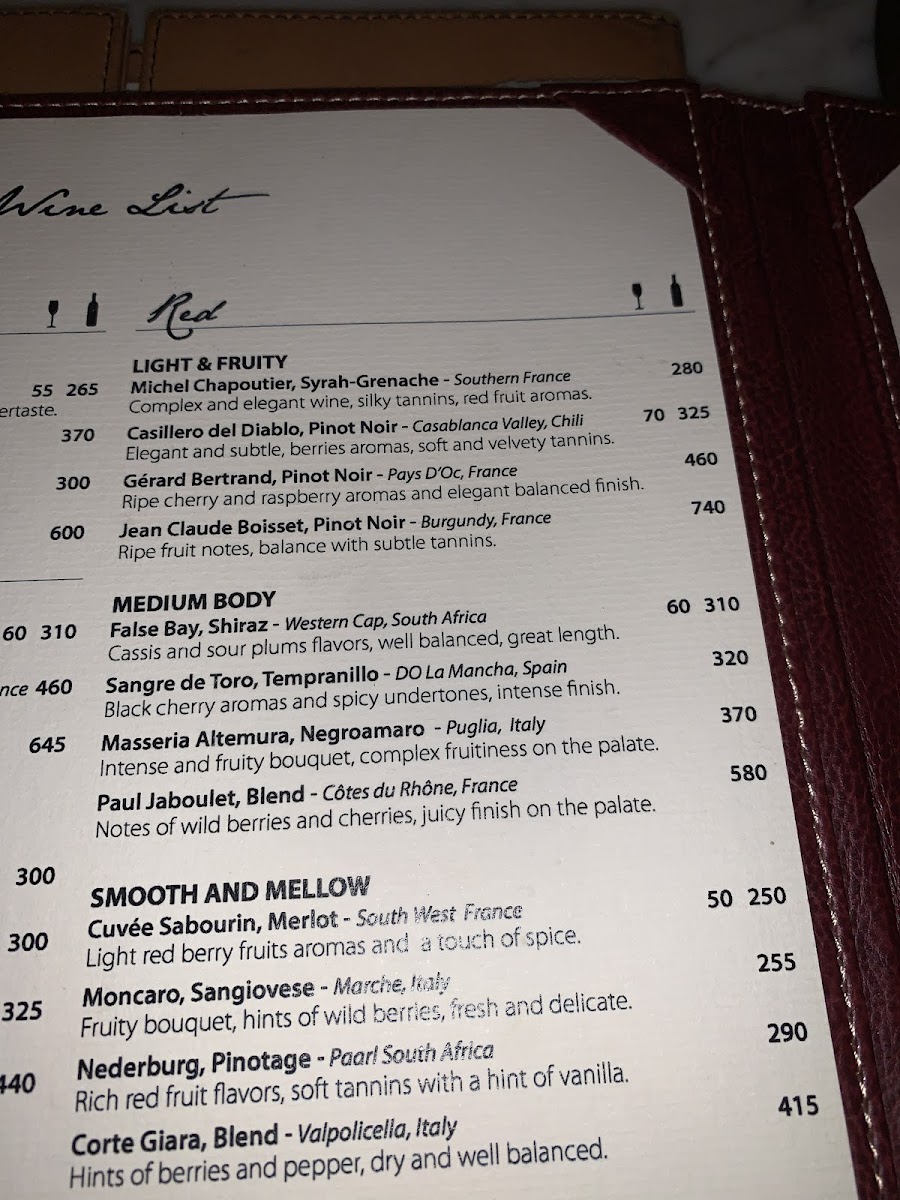 Wine List
Red
LIGHT & FRUITY
Michel Chapoutier, Syrah-Grenache - Southern France 280
Complex and elegant wine, silky tannins, red fruit aromas.
Casillero del Diablo, Pinot Noir - Casablanca Valley, Chili 70 325
Elegant and subtle, berries aromas, soft and velvety tannins.
Gérard Bertrand, Pinot Noir - Pays D'Oc, France 460
Ripe cherry and raspberry aromas and elegant balanced finish.
Jean Claude Boisset, Pinot Noir - Burgundy, France 740
Ripe fruit notes, balance with subtle tannins.
MEDIUM BODY
False Bay, Shiraz - Western Cap, South Africa 60 310
Cassis and sour plums flavors, well balanced, great length.
Sangre de Toro, Tempranillo - DO La Mancha, Spain 320
Black cherry aromas and spicy undertones, intense finish.
Masseria Altemura, Negroamaro - Puglia, Italy 370
Intense and fruity bouquet, complex fruitiness on the palate.
Paul Jaboulet, Blend - Côtes du Rhône, France 580
Notes of wild berries and cherries, juicy finish on the palate.
SMOOTH AND MELLOW
Cuvée Sabourin, Merlot - South West France 50 250
Light red berry fruits aromas and a touch of spice.
Moncaro, Sangiovese - Marche, Italy 255
Fruity bouquet, hints of wild berries, fresh and delicate.
Nederburg, Pinotage - Paarl South Africa 290
Rich red fruit flavors, soft tannins with a hint of vanilla.
Corte Giara, Blend - Valpolicella, Italy 415
Hints of berries and pepper, dry and well balanced.
55 265
ertaste.
370
300
600
60 310
nce 460
645
300
300
325
440